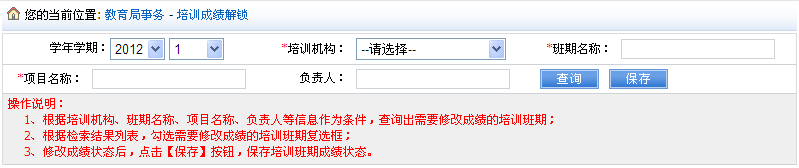 您的当前位置: 教育局事务 - 培训成绩解锁
学年学期： 2012 1 *培训机构： --请选择-- *班期名称：
*项目名称： 负责人： 查询 保存
操作说明：
1、根据培训机构、班期名称、项目名称、负责人等信息作为条件，查询出需要修改成绩的培训班期；
2、根据检索结果列表，勾选需要修改成绩的培训班期复选框；
3、修改成绩状态后，点击【保存】按钮，保存培训班期成绩状态。